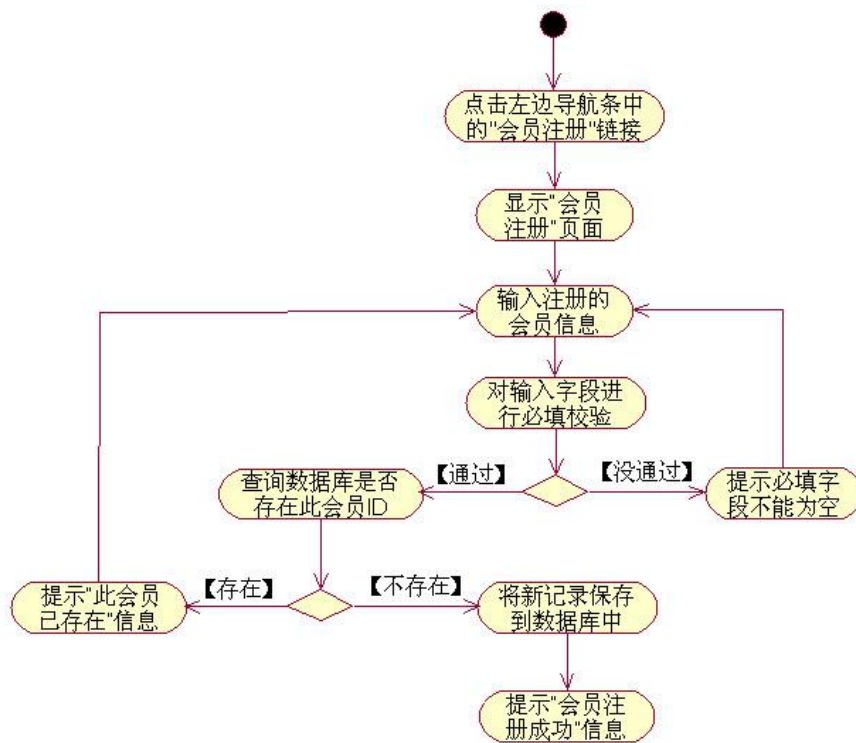 点击左边导航条中
的"会员注册"链接
显示"会员
注册"页面
输入注册的
会员信息
对输入字段进
行必填校验
【通过】
【没通过】
查询数据库是否
存在此会员ID
提示必填字
段不能为空
【存在】
【不存在】
提示"此会员
已存在"信息
将新记录保存
到数据库中
提示"会员注
册成功"信息